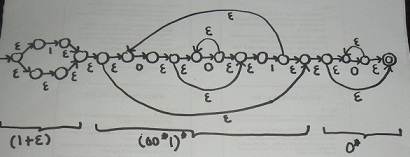 ε
ε 1 ε ε ε 0 ε 0 ε ε 1 ε ε ε 0 ε
ε ε ε ε ε
ε
(1+ε) (00*1)* 0*